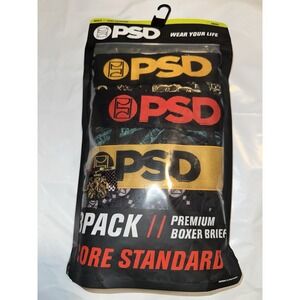 PSD WEAR YOUR LIFE
PSD
PSD
PSD
3PACK // PREMIUM
BOXER BRIEF
CORE STANDARD